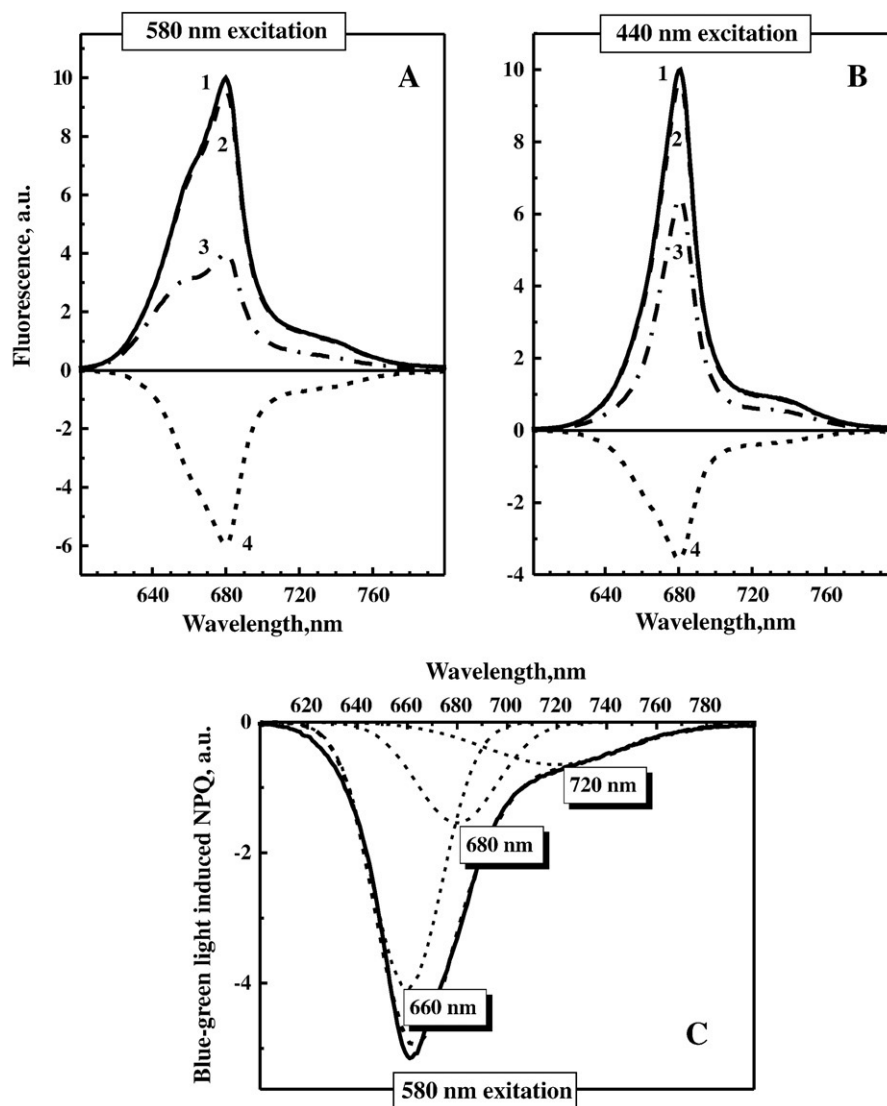 580 nm excitation
A
10
8
6
4
2
0
-2
-4
-6
1
2
3
4
Fluorescence, a.u.
640 680 720 760
Wavelength,nm
440 nm excitation
B
10
8
6
4
2
0
-2
-4
1
2
3
4
640 680 720 760
Wavelength,nm
Wavelength,nm
620 640 660 680 700 720 740 760 780
0
-2
-4
Blue-green light induced NPQ, a.u.
720 nm
680 nm
660 nm
C
580 nm exitation